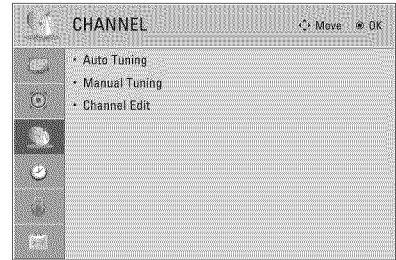 CHANNEL
Move ◉ OK
• Auto Tuning
• Manual Tuning
• Channel Edit